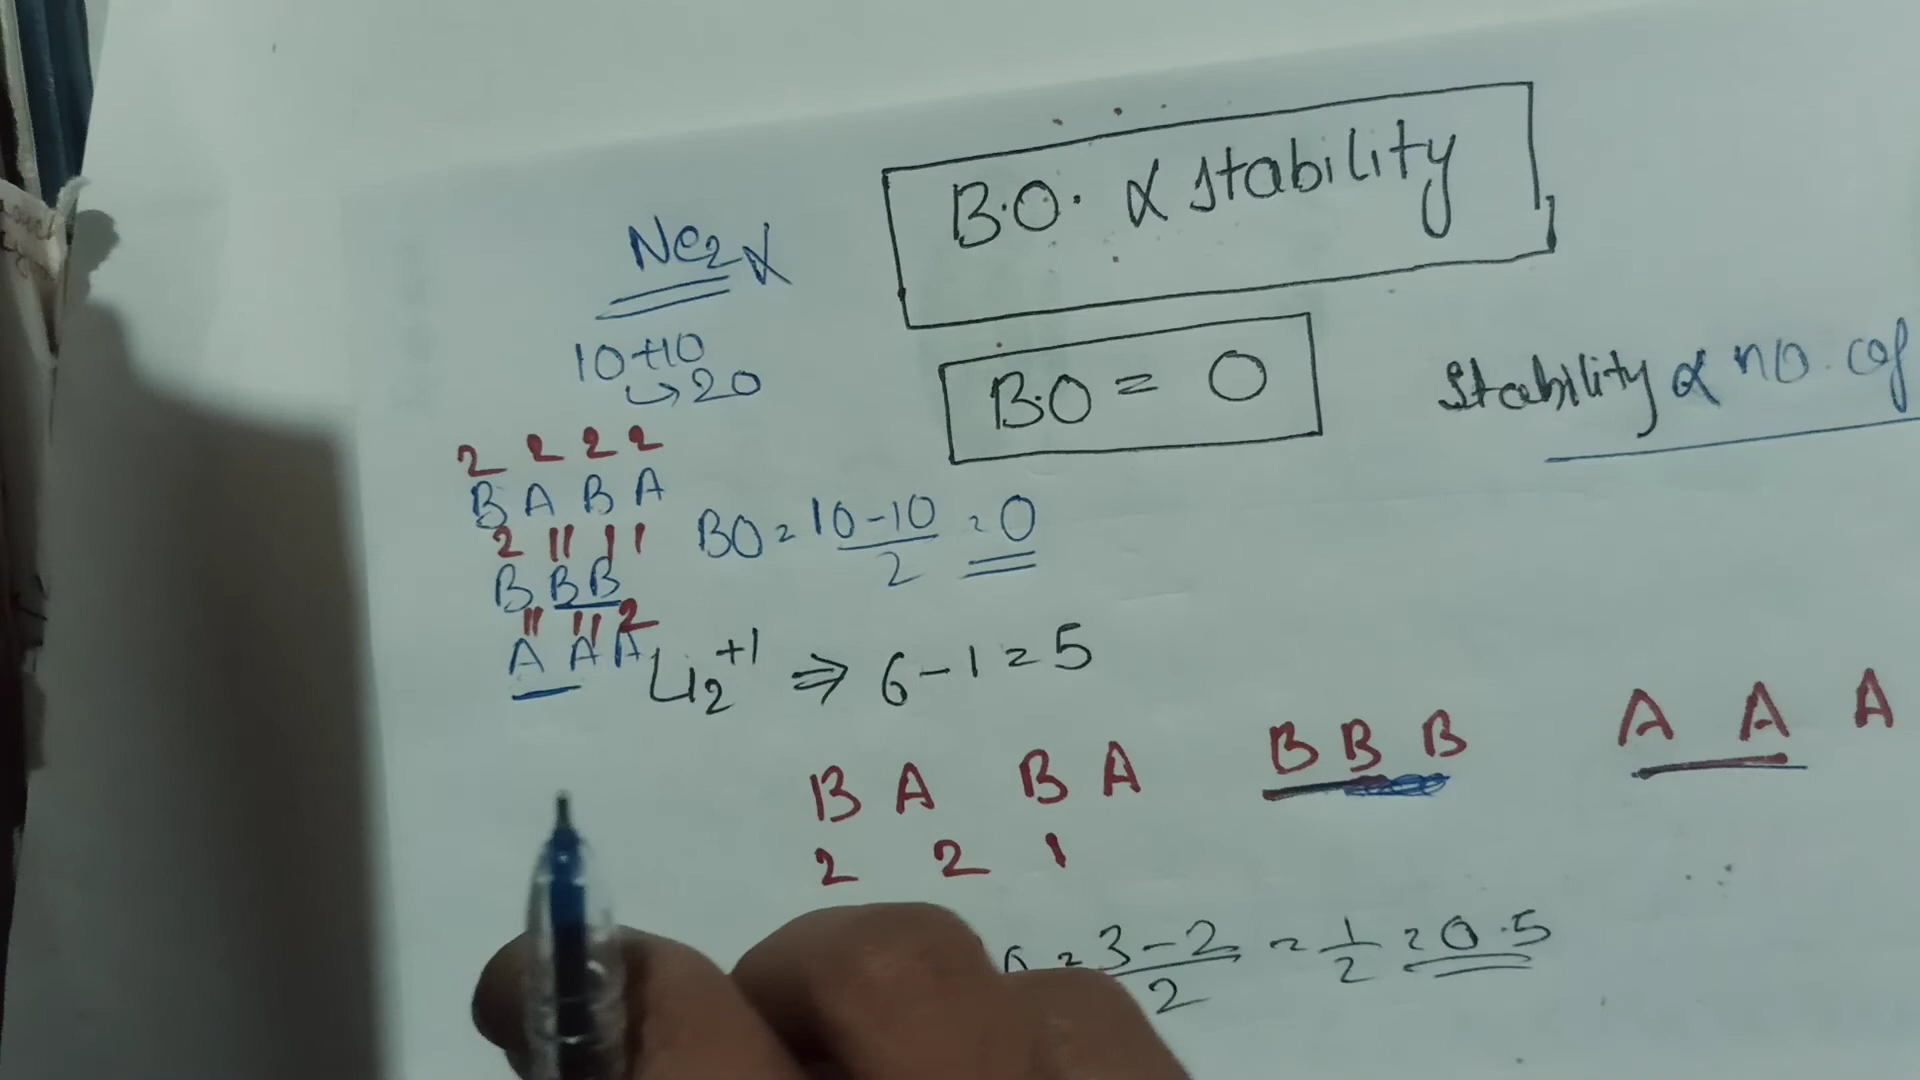 B.O. ∝ stability
Ne2 X
10+10
↳ 20
BO = 0
Stability ∝ no. of
2 2 2 2
B A B A
2 11 11
B B B
11 11 2
A A A
BO = 10-10 / 2 = 0
Li2+1 ⇒ 6-1=5
B A B A B B B A A A
2 2 1
= 3-2 / 2 = 1/2 = 0.5